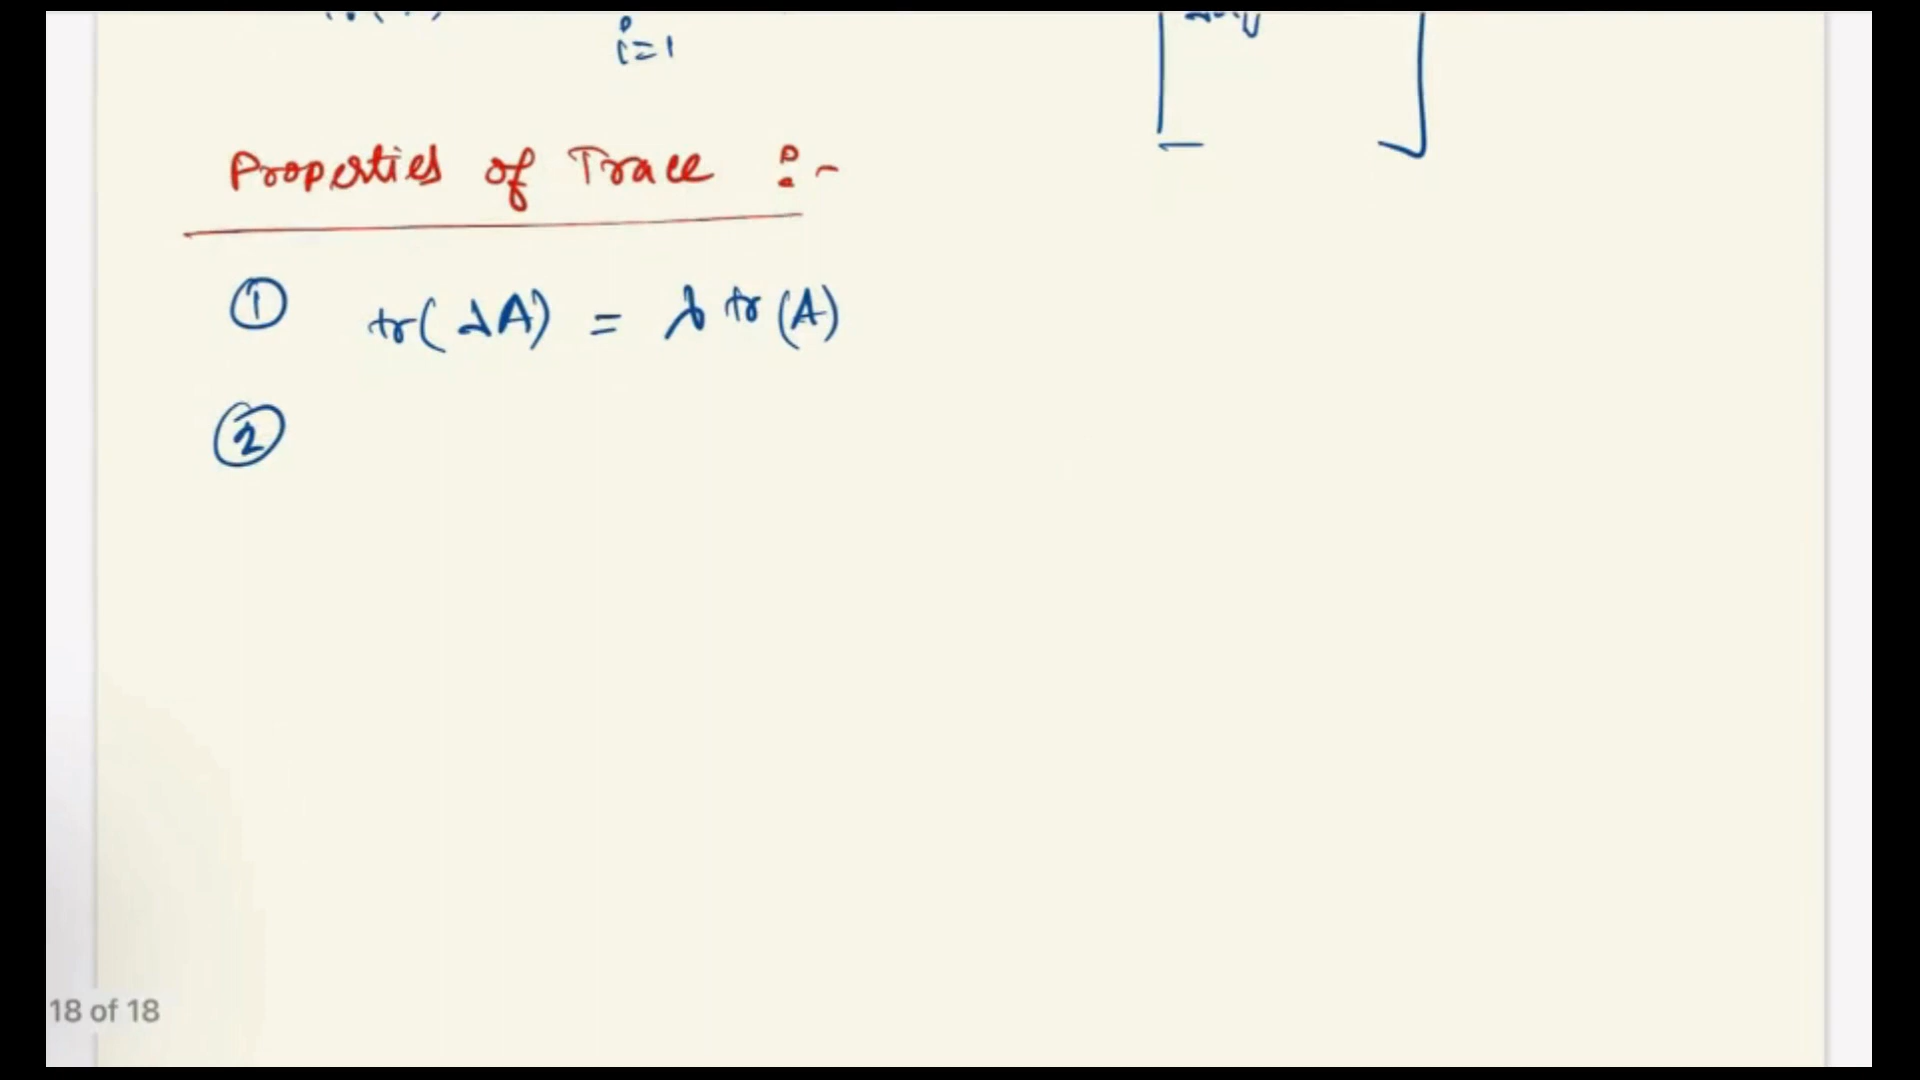 i=1
Properties of Trace :-
① tr(λA) = λ tr(A)
②
18 of 18